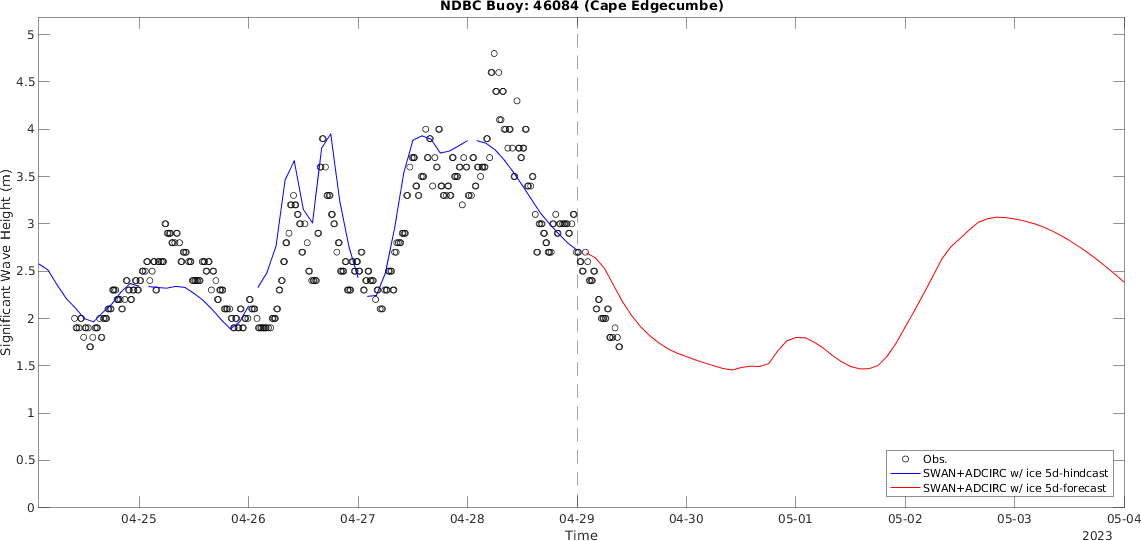 NDBC Buoy: 46084 (Cape Edgecumbe)
5
4.5
4
3.5
3
2.5
2
1.5
1
0.5
0
Significant Wave Height (m)
04-25 04-26 04-27 04-28 04-29 04-30 05-01 05-02 05-03 05-04
Time
2023
Obs.
SWAN+ADCIRC w/ ice 5d-hindcast
SWAN+ADCIRC w/ ice 5d-forecast